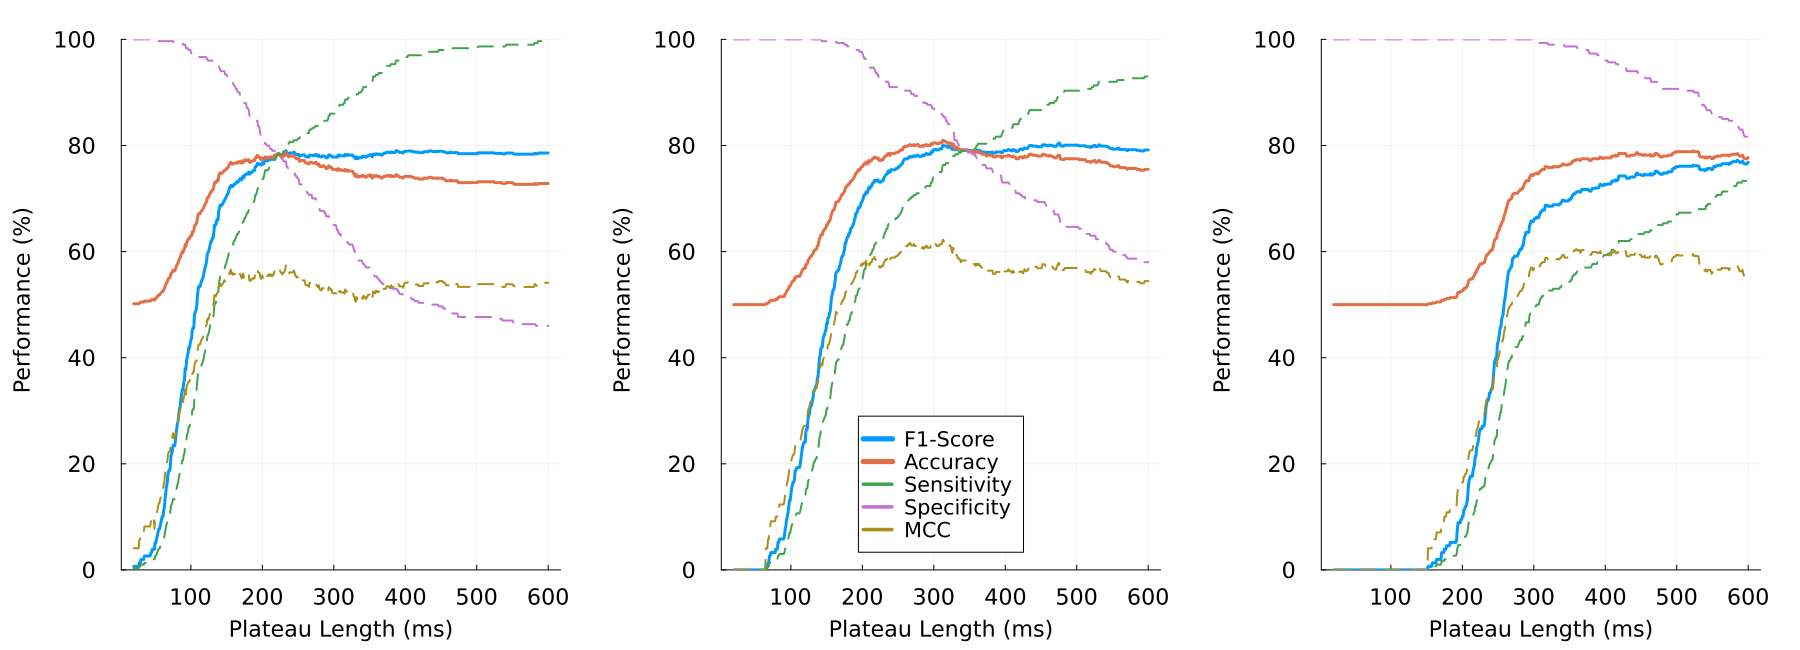 Performance (%)
100
80
60
40
20
0
100 200 300 400 500 600
Plateau Length (ms)
Performance (%)
100
80
60
40
20
0
F1-Score
Accuracy
Sensitivity
Specificity
MCC
100 200 300 400 500 600
Plateau Length (ms)
Performance (%)
100
80
60
40
20
0
100 200 300 400 500 600
Plateau Length (ms)